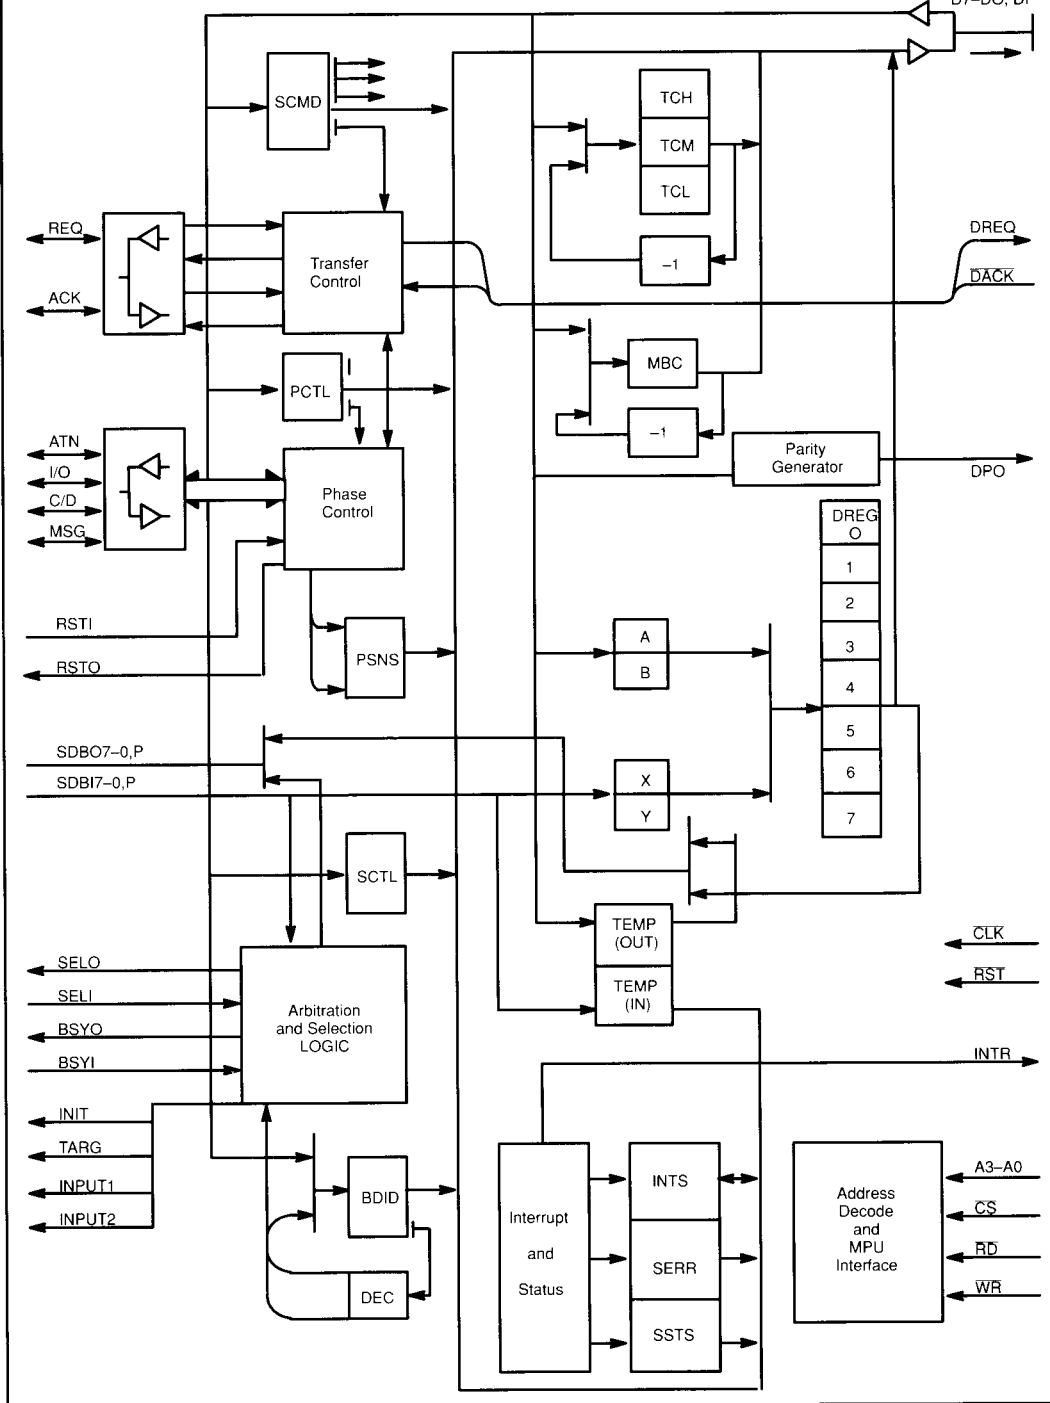 D7–DO, DP
SCMD
TCH
TCM
TCL
–1
REQ
ACK
Transfer
Control
DREQ
DACK
PCTL
MBC
–1
ATN
I/O
C/D
MSG
Phase
Control
Parity
Generator
DPO
DREG
O
1
2
3
4
5
6
7
RSTI
RSTO
PSNS
A
B
SDBO7–0,P
SDBI7–0,P
X
Y
SCTL
TEMP
(OUT)
TEMP
(IN)
CLK
RST
SELO
SELI
BSYO
BSYI
Arbitration
and Selection
LOGIC
INTR
INIT
TARG
INPUT1
INPUT2
BDID
DEC
Interrupt
and
Status
INTS
SERR
SSTS
Address
Decode
and
MPU
Interface
A3–A0
CS
RD
WR